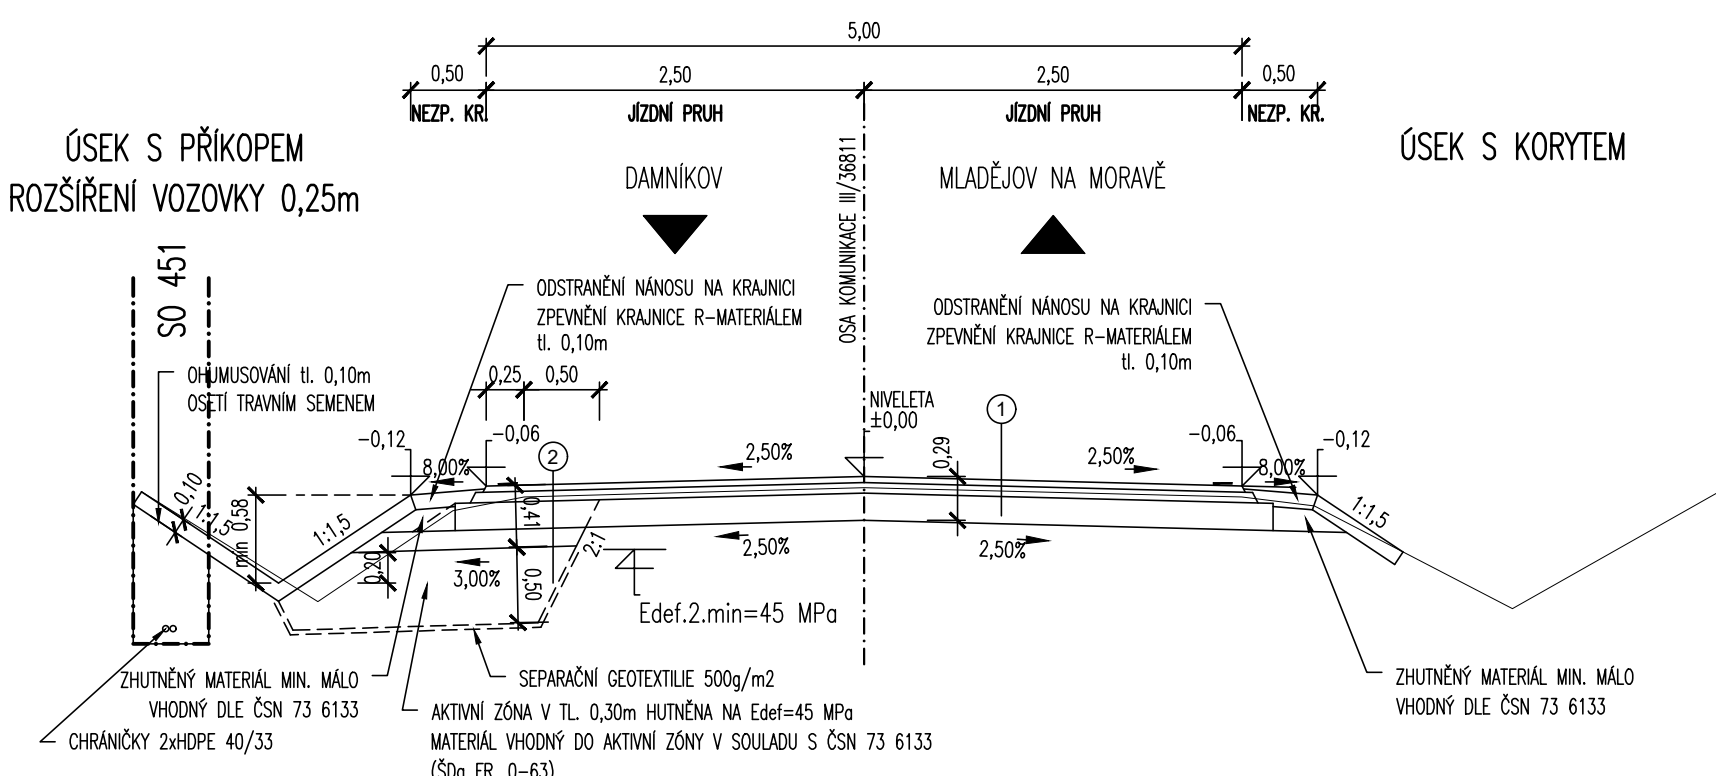 5,00
0,50
2,50
2,50
0,50
NEZP. KR.
JÍZDNÍ PRUH
JÍZDNÍ PRUH
NEZP. KR.
ÚSEK S PŘÍKOPEM
ROZŠÍŘENÍ VOZOVKY 0,25m
ÚSEK S KORYTEM
DAMNÍKOV
MLADĚJOV NA MORAVĚ
OSA KOMUNIKACE III/36811
SO 451
ODSTRANĚNÍ NÁNOSU NA KRAJNICI
ZPEVNĚNÍ KRAJNICE R-MATERIÁLEM
tl. 0,10m
ODSTRANĚNÍ NÁNOSU NA KRAJNICI
ZPEVNĚNÍ KRAJNICE R-MATERIÁLEM
tl. 0,10m
OHUMUSOVÁNÍ tl. 0,10m
OSETÍ TRAVNÍM SEMENEM
0,25
0,50
NIVELETA
±0,00
1
-0,12
-0,06
2
2,50%
0,29
2,50%
-0,06
-0,12
8,00%
8,00%
0,10
1:1,5
min 0,58
1:1,5
0,41
2:1
1:1,5
2,50%
2,50%
0,20
3,00%
0,50
Edef.2.min=45 MPa
ZHUTNĚNÝ MATERIÁL MIN. MÁLO
VHODNÝ DLE ČSN 73 6133
CHRÁNIČKY 2xHDPE 40/33
SEPARAČNÍ GEOTEXTILIE 500g/m2
AKTIVNÍ ZÓNA V TL. 0,30m HUTNĚNA NA Edef=45 MPa
MATERIÁL VHODNÝ DO AKTIVNÍ ZÓNY V SOULADU S ČSN 73 6133
(ŠDa FR. 0-63)
ZHUTNĚNÝ MATERIÁL MIN. MÁLO
VHODNÝ DLE ČSN 73 6133